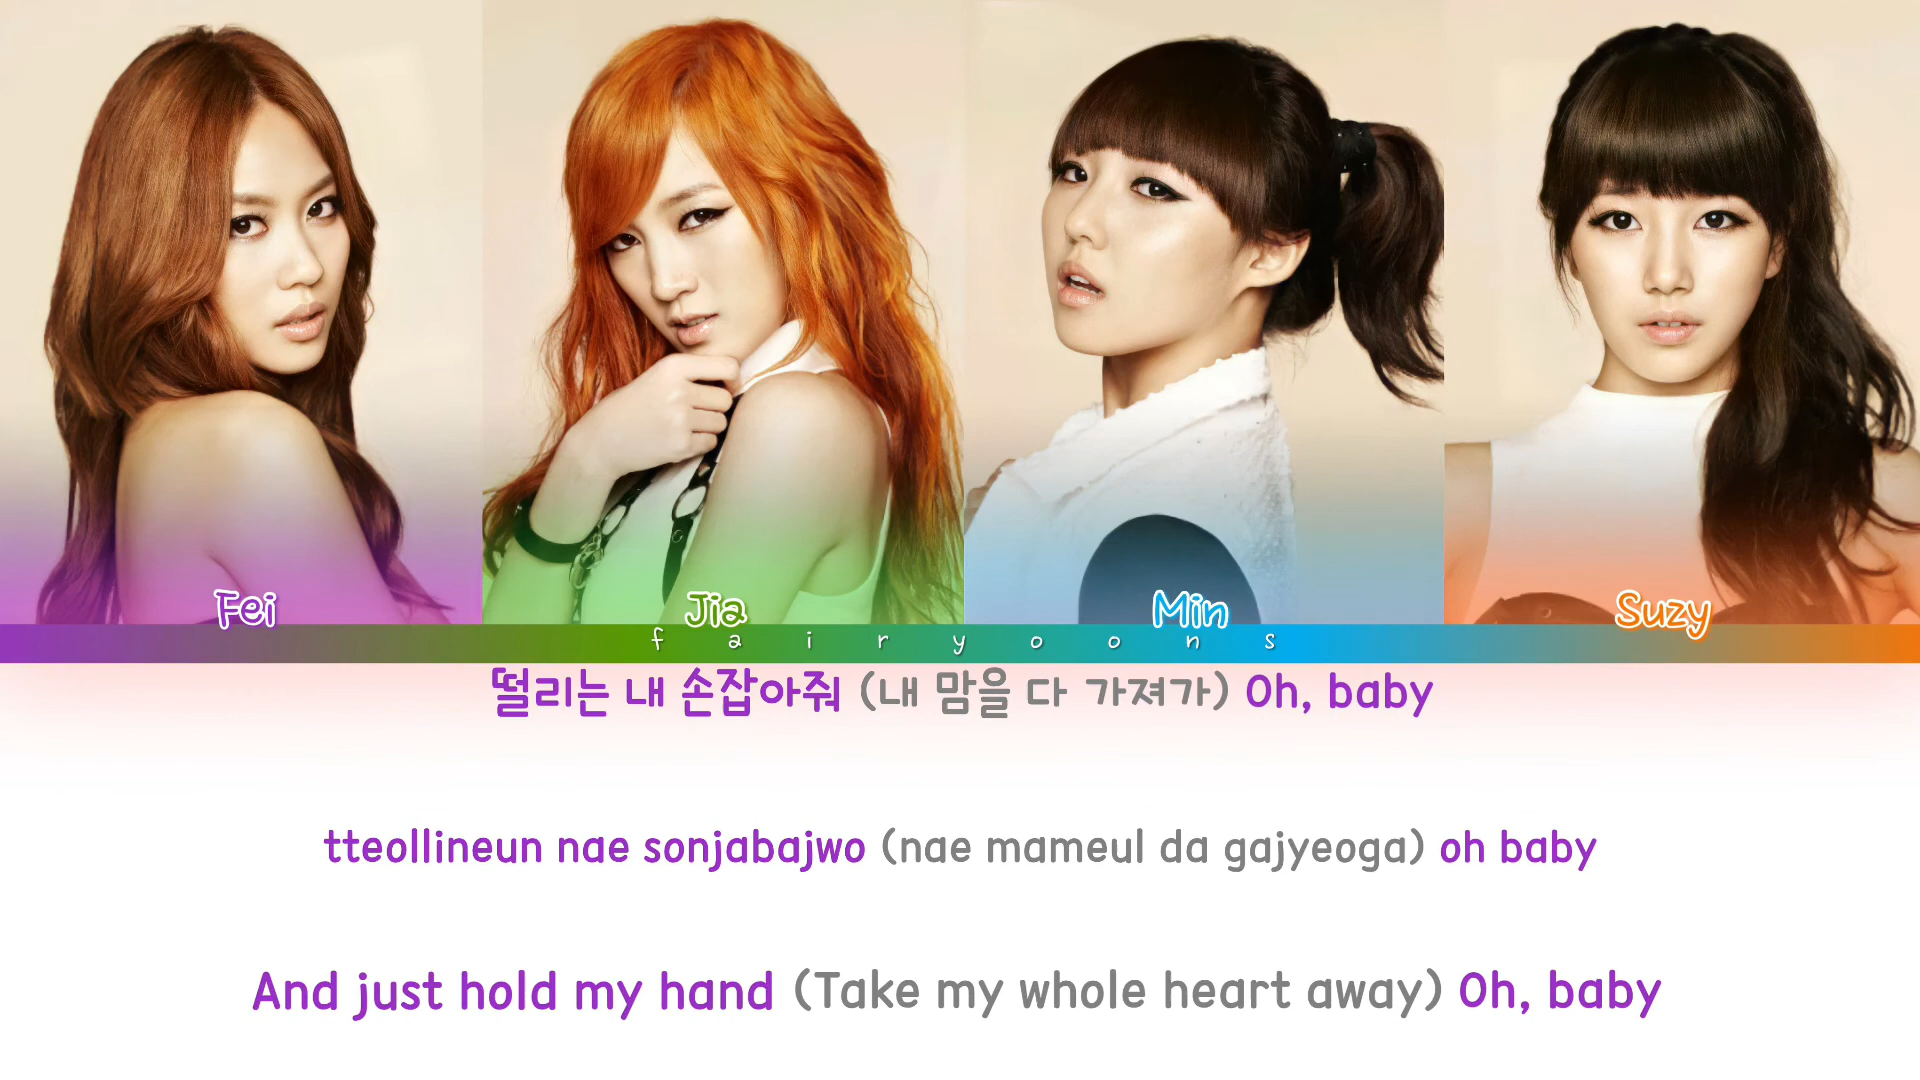 Fei
Jia
Min
Suzy
fairyoons
떨리는 내 손잡아줘 (내 맘을 다 가져가) Oh, baby
tteollineun nae sonjabajwo (nae mameul da gajyeoga) oh baby
And just hold my hand (Take my whole heart away) Oh, baby